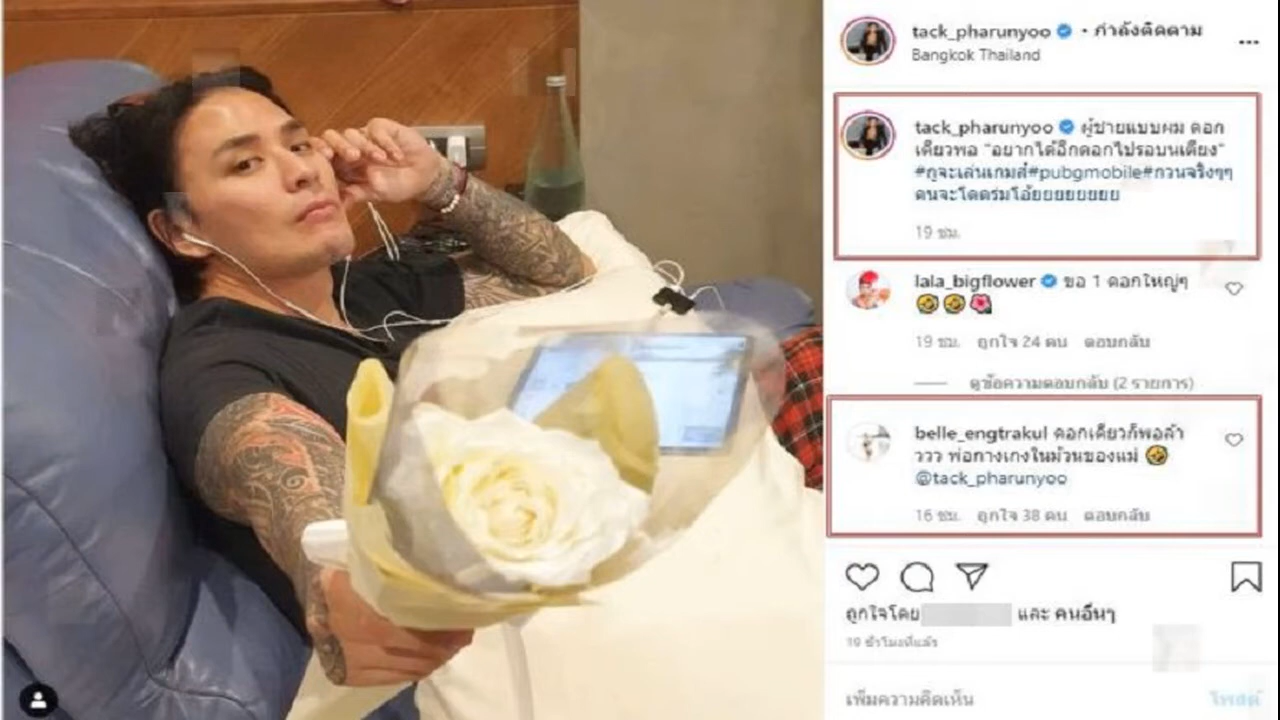 tack_pharunyoo • กำลังติดตาม
Bangkok Thailand
tack_pharunyoo ผู้ชายแบบผม ดอก
เดียวพอ "อยากได้อีกดอกไปรอบนเตียง"
#กูจะเล่นเกมส์#pubgmobile#กวนจริงๆๆ
คนจะโดดร่มโอ้ยยยยยยยย
19 ชม.
lala_bigflower ขอ 1 ดอกใหญ่ๆ
🤣🤣🌺
19 ชม. ถูกใจ 24 คน ตอบกลับ
ดูข้อความตอบกลับ (2 รายการ)
belle_engtrakul ดอกเดียวก็พอล้า
ววว พ่อกางเกงในม้วนของแม่ 🤣
@tack_pharunyoo
16 ชม. ถูกใจ 38 คน ตอบกลับ
ถูกใจโดย และ คนอื่นๆ
19 ชั่วโมงที่แล้ว
เพิ่มความคิดเห็น โพสต์